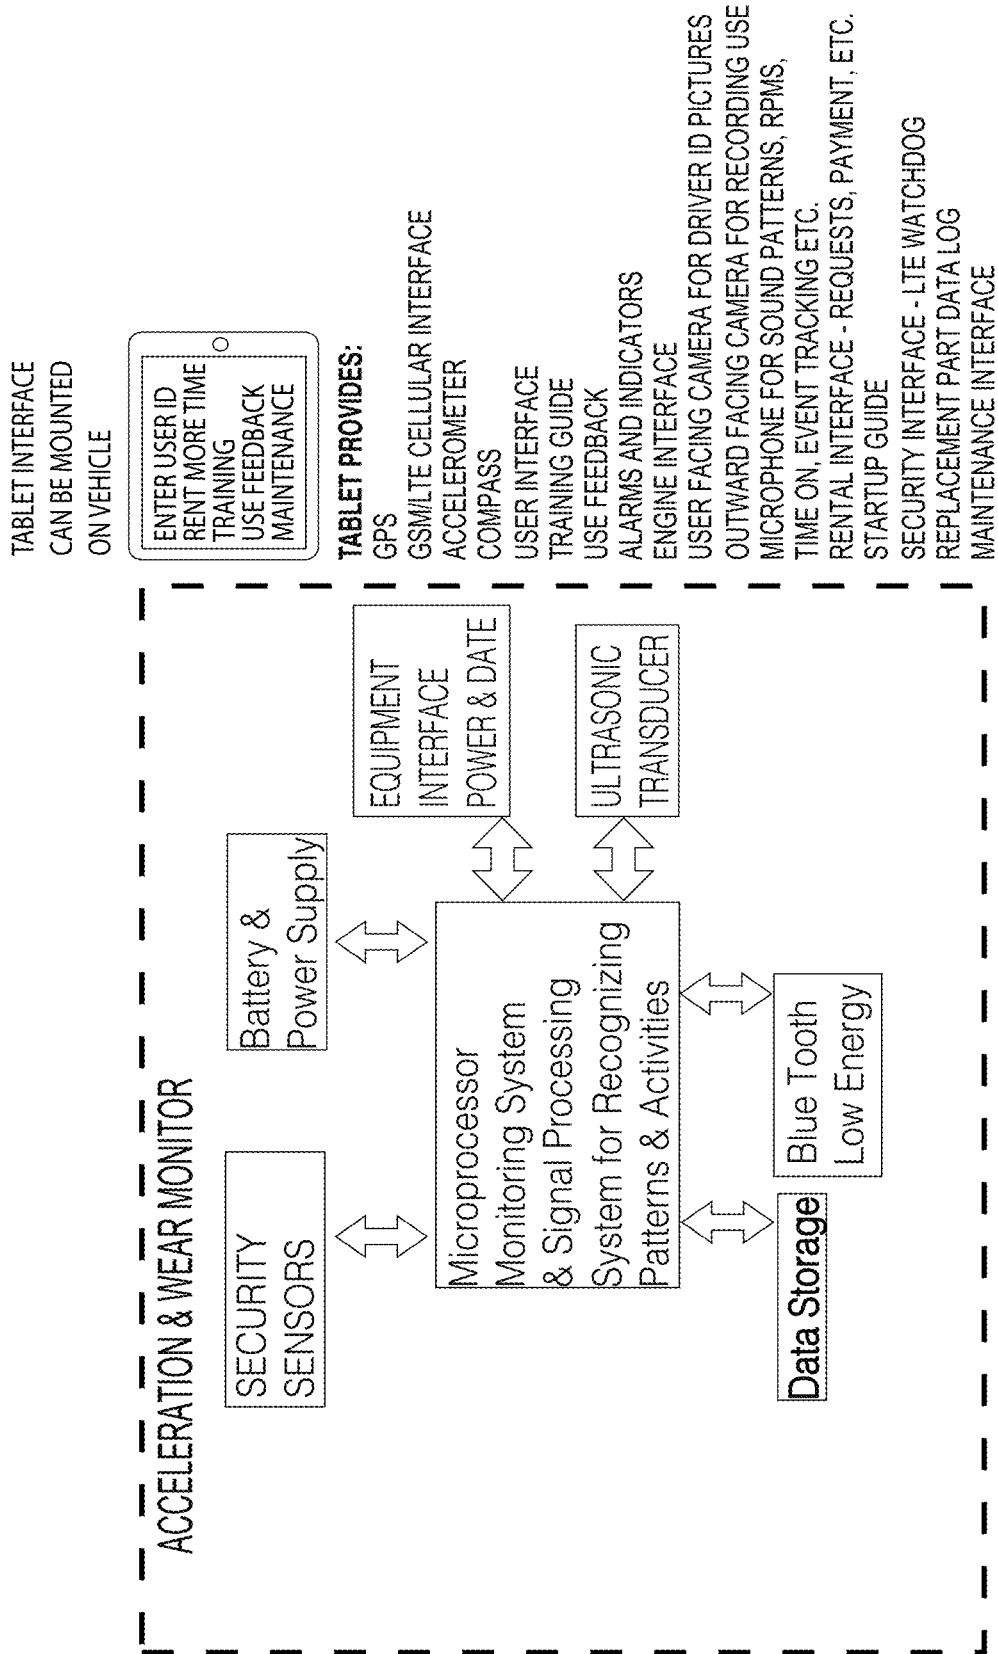 ACCELERATION & WEAR MONITOR
SECURITY
SENSORS
Battery &
Power Supply
EQUIPMENT
INTERFACE
POWER & DATE
Microprocessor
Monitoring System
& Signal Processing
System for Recognizing
Patterns & Activities
ULTRASONIC
TRANSDUCER
Data Storage
Blue Tooth
Low Energy
TABLET INTERFACE
CAN BE MOUNTED
ON VEHICLE
ENTER USER ID
RENT MORE TIME
TRAINING
USE FEEDBACK
MAINTENANCE
TABLET PROVIDES:
GPS
GSM/LTE CELLULAR INTERFACE
ACCELEROMETER
COMPASS
USER INTERFACE
TRAINING GUIDE
USE FEEDBACK
ALARMS AND INDICATORS
ENGINE INTERFACE
USER FACING CAMERA FOR DRIVER ID PICTURES
OUTWARD FACING CAMERA FOR RECORDING USE
MICROPHONE FOR SOUND PATTERNS, RPMS,
TIME ON, EVENT TRACKING ETC.
RENTAL INTERFACE - REQUESTS, PAYMENT, ETC.
STARTUP GUIDE
SECURITY INTERFACE - LTE WATCHDOG
REPLACEMENT PART DATA LOG
MAINTENANCE INTERFACE